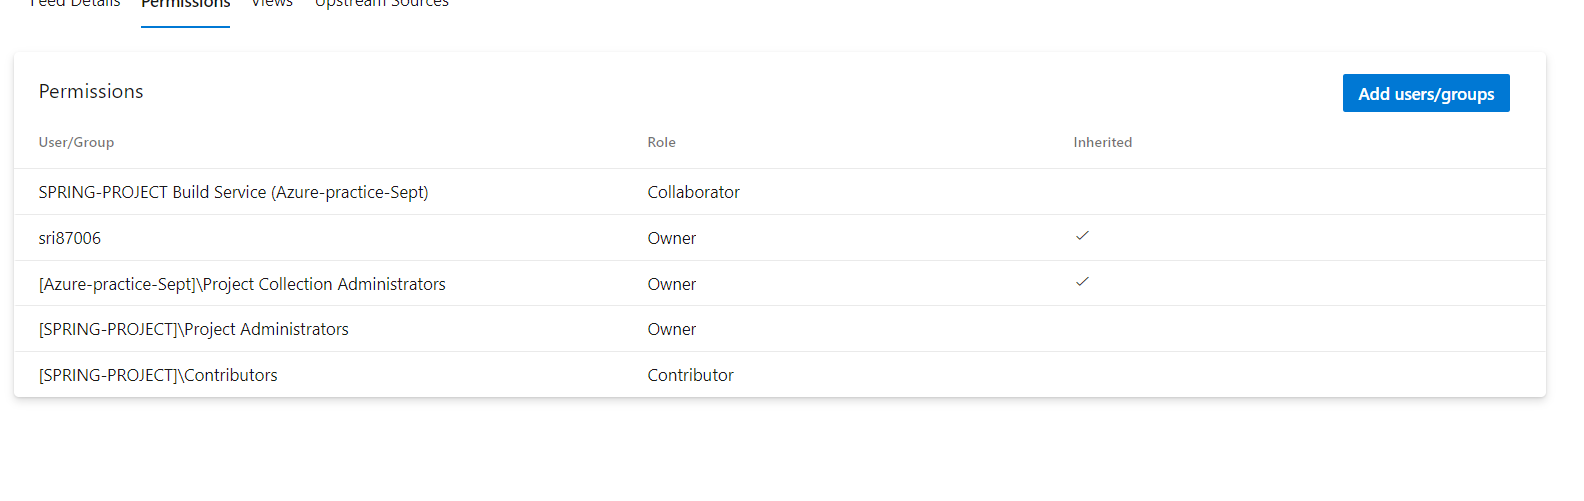 Feed Details Permissions Views Upstream Sources
Permissions
Add users/groups
User/Group Role Inherited
SPRING-PROJECT Build Service (Azure-practice-Sept) Collaborator
sri87006 Owner
[Azure-practice-Sept]\Project Collection Administrators Owner
[SPRING-PROJECT]\Project Administrators Owner
[SPRING-PROJECT]\Contributors Contributor